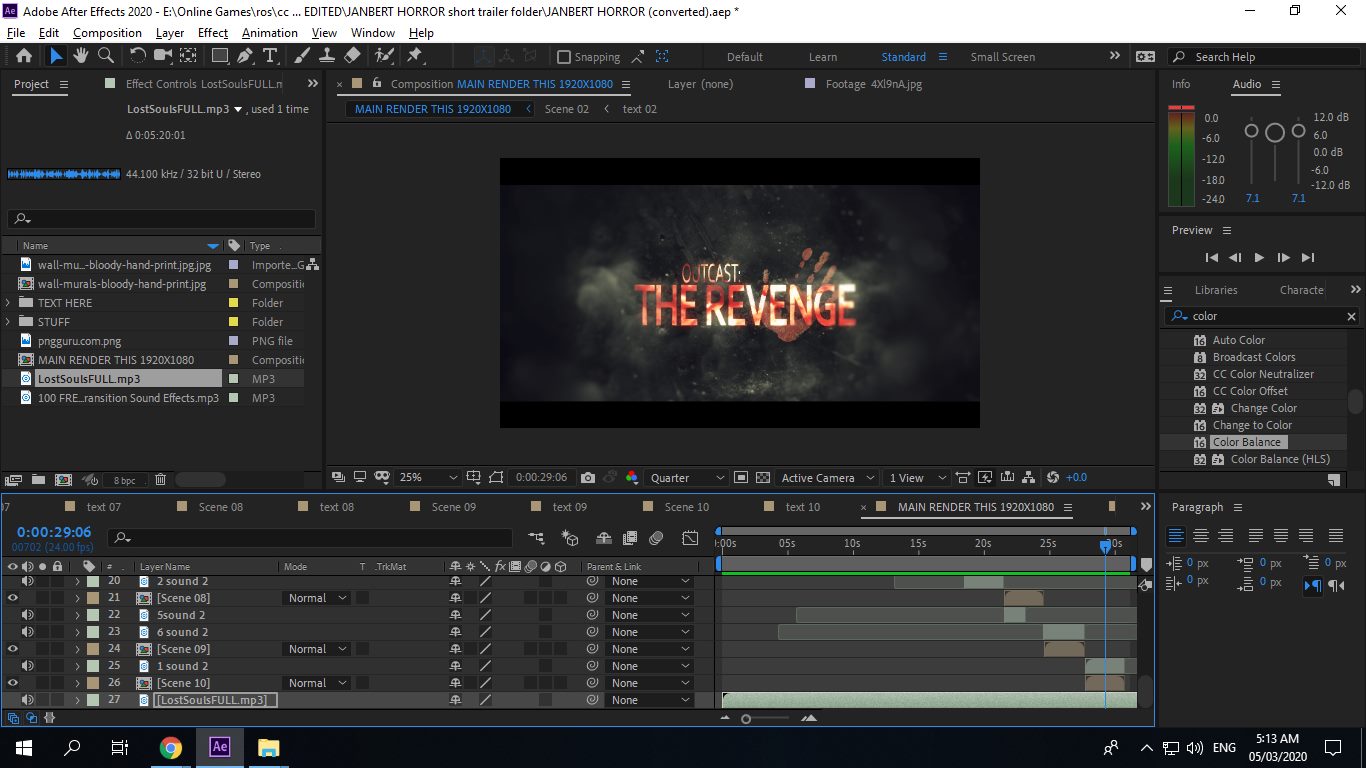 Adobe After Effects 2020 - E:\Online Games\ros\cc ... EDITED\JANBERT HORROR short trailer folder\JANBERT HORROR (converted).aep *
File Edit Composition Layer Effect Animation View Window Help
Snapping Default Learn Standard Small Screen Search Help
Project Effect Controls LostSoulsFULL.n
Composition MAIN RENDER THIS 1920X1080 Layer (none) Footage 4Xl9nA.jpg
Info Audio
LostSoulsFULL.mp3 , used 1 time
MAIN RENDER THIS 1920X1080 Scene 02 text 02
Δ 0:05:20:01
44.100 kHz / 32 bit U / Stereo
0.0
-6.0
-12.0
-18.0
-24.0
12.0 dB
6.0
0.0 dB
-6.0
-12.0 dB
7.1 7.1
Preview
Libraries Characte
color
Auto Color
Broadcast Colors
CC Color Neutralizer
CC Color Offset
Change Color
Change to Color
Color Balance
Color Balance (HLS)
Name Type
wall-mu...-bloody-hand-print.jpg.jpg Importe...G
wall-murals-bloody-hand-print.jpg Compositi
TEXT HERE Folder
STUFF Folder
pngguru.com.png PNG file
MAIN RENDER THIS 1920X1080 Compositi
LostSoulsFULL.mp3 MP3
100 FRE...ransition Sound Effects.mp3 MP3
8 bpc
OUTCAST:
THE REVENGE
25% 0:00:29:06 Quarter Active Camera 1 View +0.0
07 text 07 Scene 08 text 08 Scene 09 text 09 Scene 10 text 10 MAIN RENDER THIS 1920X1080
0:00:29:06
00702 (24.00 fps)
):00s 05s 10s 15s 20s 25s 30s
# Layer Name Mode T .TrkMat fx Parent & Link
20 2 sound 2 None
21 [Scene 08] Normal None
22 5sound 2 None
23 6 sound 2 None
24 [Scene 09] Normal None
25 1 sound 2 None
26 [Scene 10] Normal None
27 [LostSoulsFULL.mp3] None
Paragraph
0 px 0 px 0 px
0 px 0 px
Ae
ENG
5:13 AM
05/03/2020